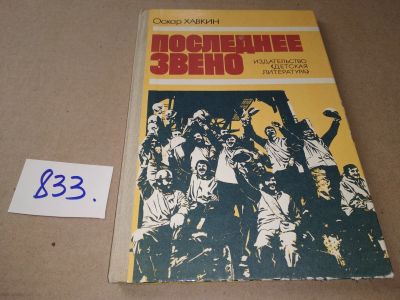 Оскар ХАВКИН
ПОСЛЕДНЕЕ
ЗВЕНО
ИЗДАТЕЛЬСТВО
«ДЕТСКАЯ
ЛИТЕРАТУРА»
833.